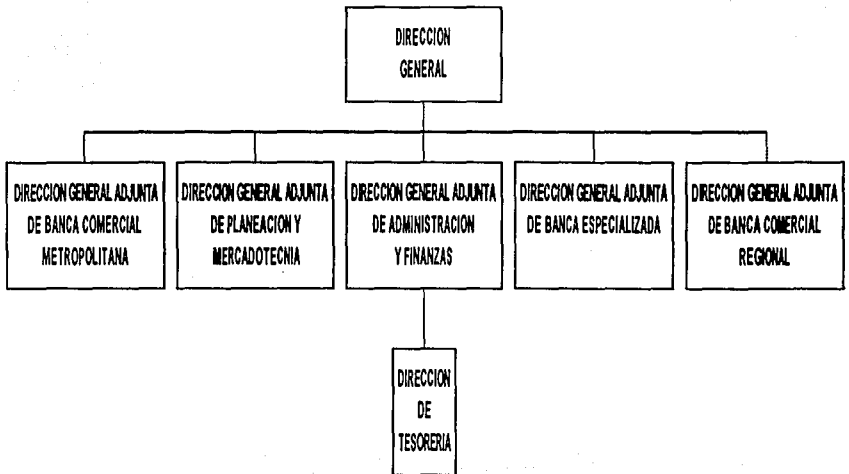 DIRECCION
GENERAL
DIRECCION GENERAL ADJUNTA
DE BANCA COMERCIAL
METROPOLITANA
DIRECCION GENERAL ADJUNTA
DE PLANEACION Y
MERCADOTECNIA
DIRECCION GENERAL ADJUNTA
DE ADMINISTRACION
Y FINANZAS
DIRECCION GENERAL ADJUNTA
DE BANCA ESPECIALIZADA
DIRECCION GENERAL ADJUNTA
DE BANCA COMERCIAL
REGIONAL
DIRECCION
DE
TESORERIA